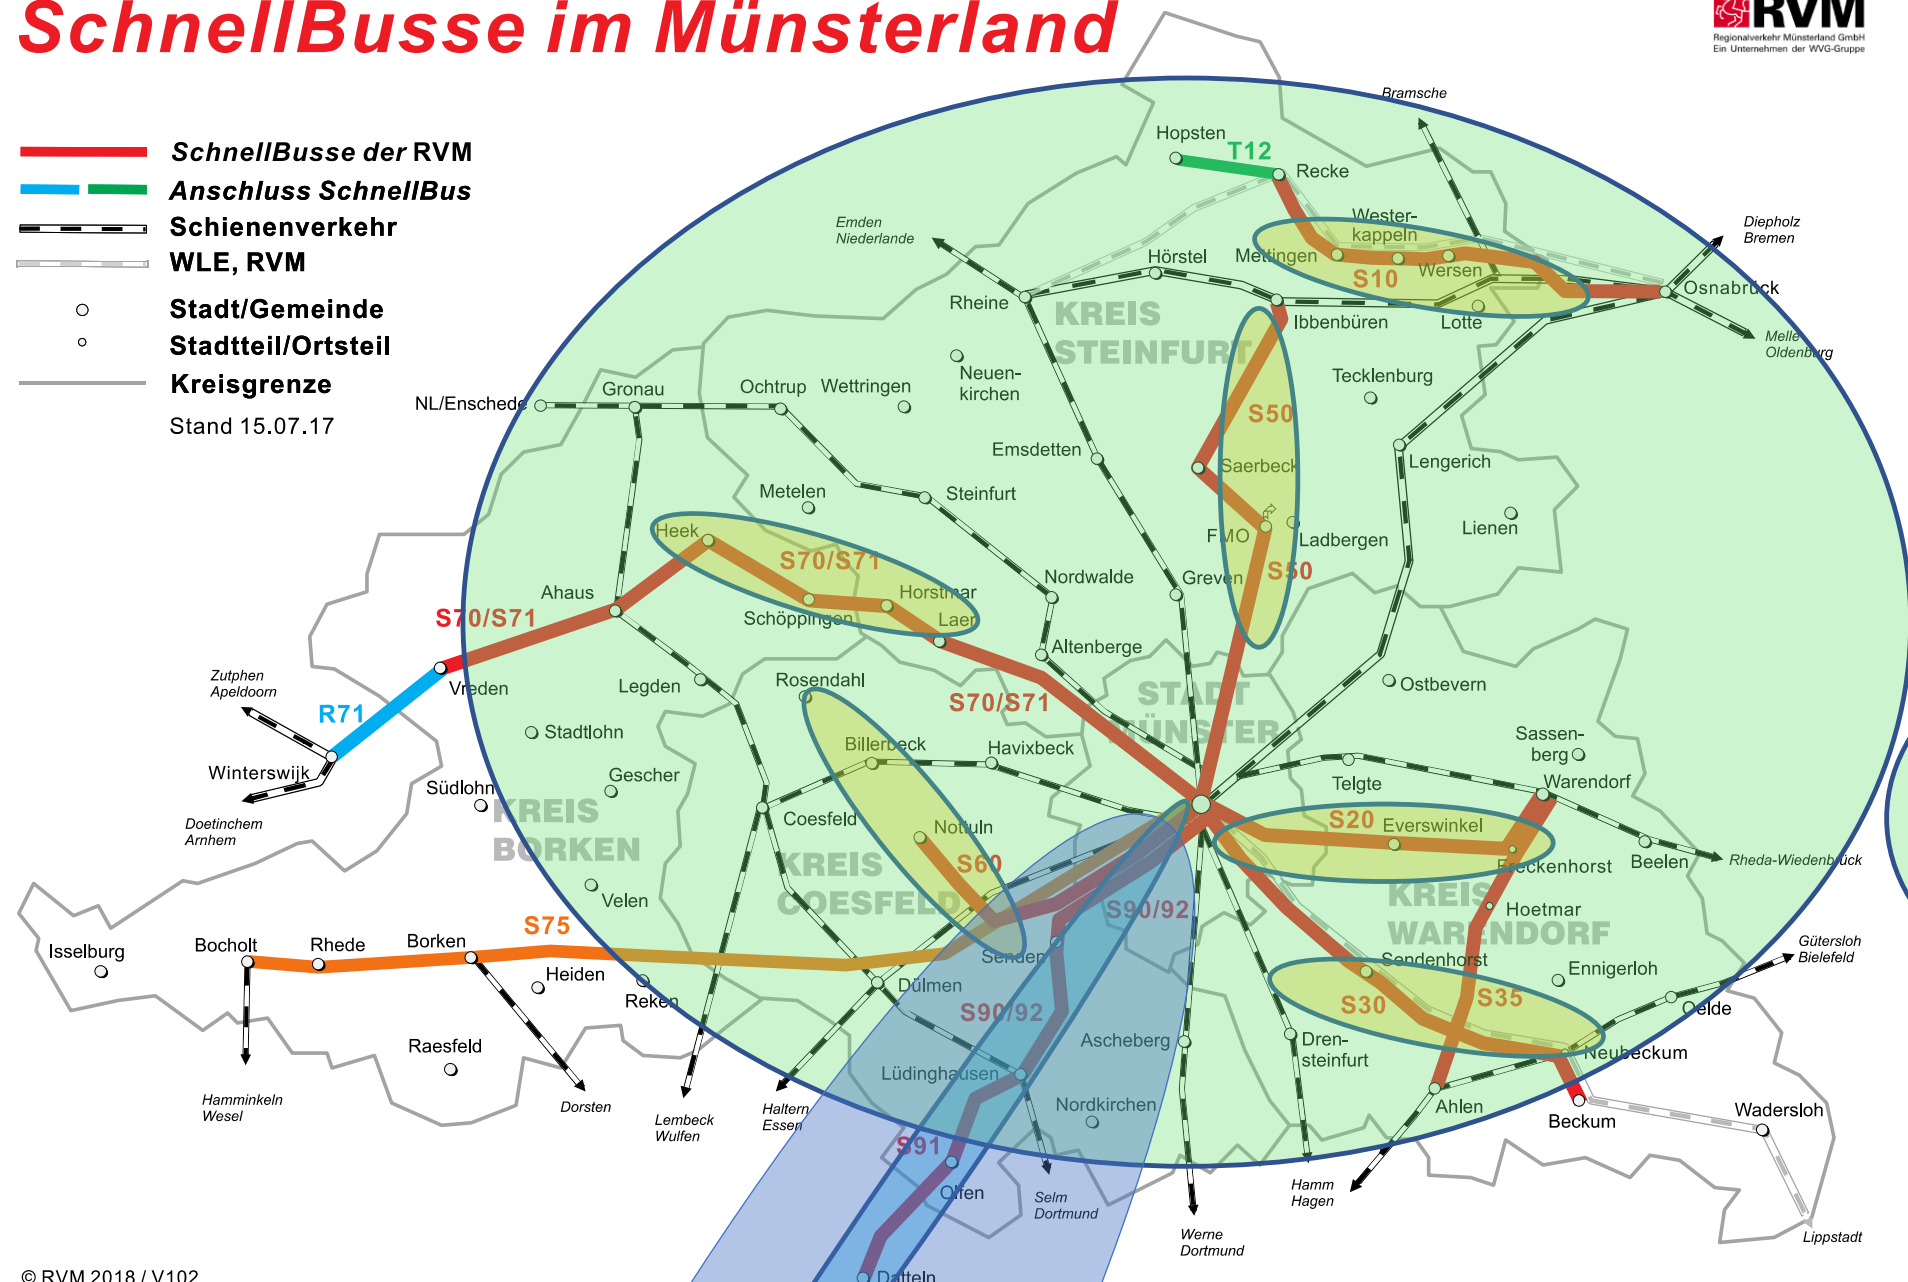 SchnellBusse im Münsterland
RVM
Regionalverkehr Münsterland GmbH
Ein Unternehmen der WVG-Gruppe
SchnellBusse der RVM
Anschluss SchnellBus
Schienenverkehr
WLE, RVM
Stadt/Gemeinde
Stadtteil/Ortsteil
Kreisgrenze
Stand 15.07.17
Bramsche
Hopsten
T12
Recke
Wester-
kappeln
Emden
Niederlande
Diepholz
Bremen
Hörstel
Mettingen
S10
Wersen
Rheine
Osnabrück
KREIS
STEINFURT
Ibbenbüren
Lotte
Melle
Oldenburg
Neuen-
kirchen
Tecklenburg
NL/Enschede
Gronau
Ochtrup
Wettringen
S50
Emsdetten
Saerbeck
Lengerich
Metelen
Steinfurt
Heek
FMO
Ladbergen
Lienen
S70/S71
S50
Nordwalde
Greven
Ahaus
Horstmar
S70/S71
Schöppingen
Laer
Altenberge
Zutphen
Apeldoorn
Vreden
Legden
Rosendahl
STADT
MÜNSTER
Ostbevern
R71
S70/S71
Stadtlohn
Billerbeck
Havixbeck
Sassen-
berg
Winterswijk
Gescher
Telgte
Warendorf
Südlohn
KREIS
BORKEN
Coesfeld
Doetinchem
Arnhem
Nottuln
S20
Everswinkel
S60
KREIS
COESFELD
Freckenhorst
Beelen
Rheda-Wiedenbrück
Velen
KREIS
WARENDORF
S90/92
Hoetmar
S75
Isselburg
Bocholt
Rhede
Borken
Senden
Sendenhorst
Gütersloh
Bielefeld
Heiden
Reken
Dülmen
Ennigerloh
S90/92
S30
S35
Oelde
Raesfeld
Ascheberg
Dren-
steinfurt
Neubeckum
Lüdinghausen
Hamminkeln
Wesel
Dorsten
Lembeck
Wulfen
Haltern
Essen
Nordkirchen
Ahlen
Beckum
Wadersloh
S91
Olfen
Selm
Dortmund
Hamm
Hagen
Werne
Dortmund
Lippstadt
Datteln
© RVM 2018 / V102